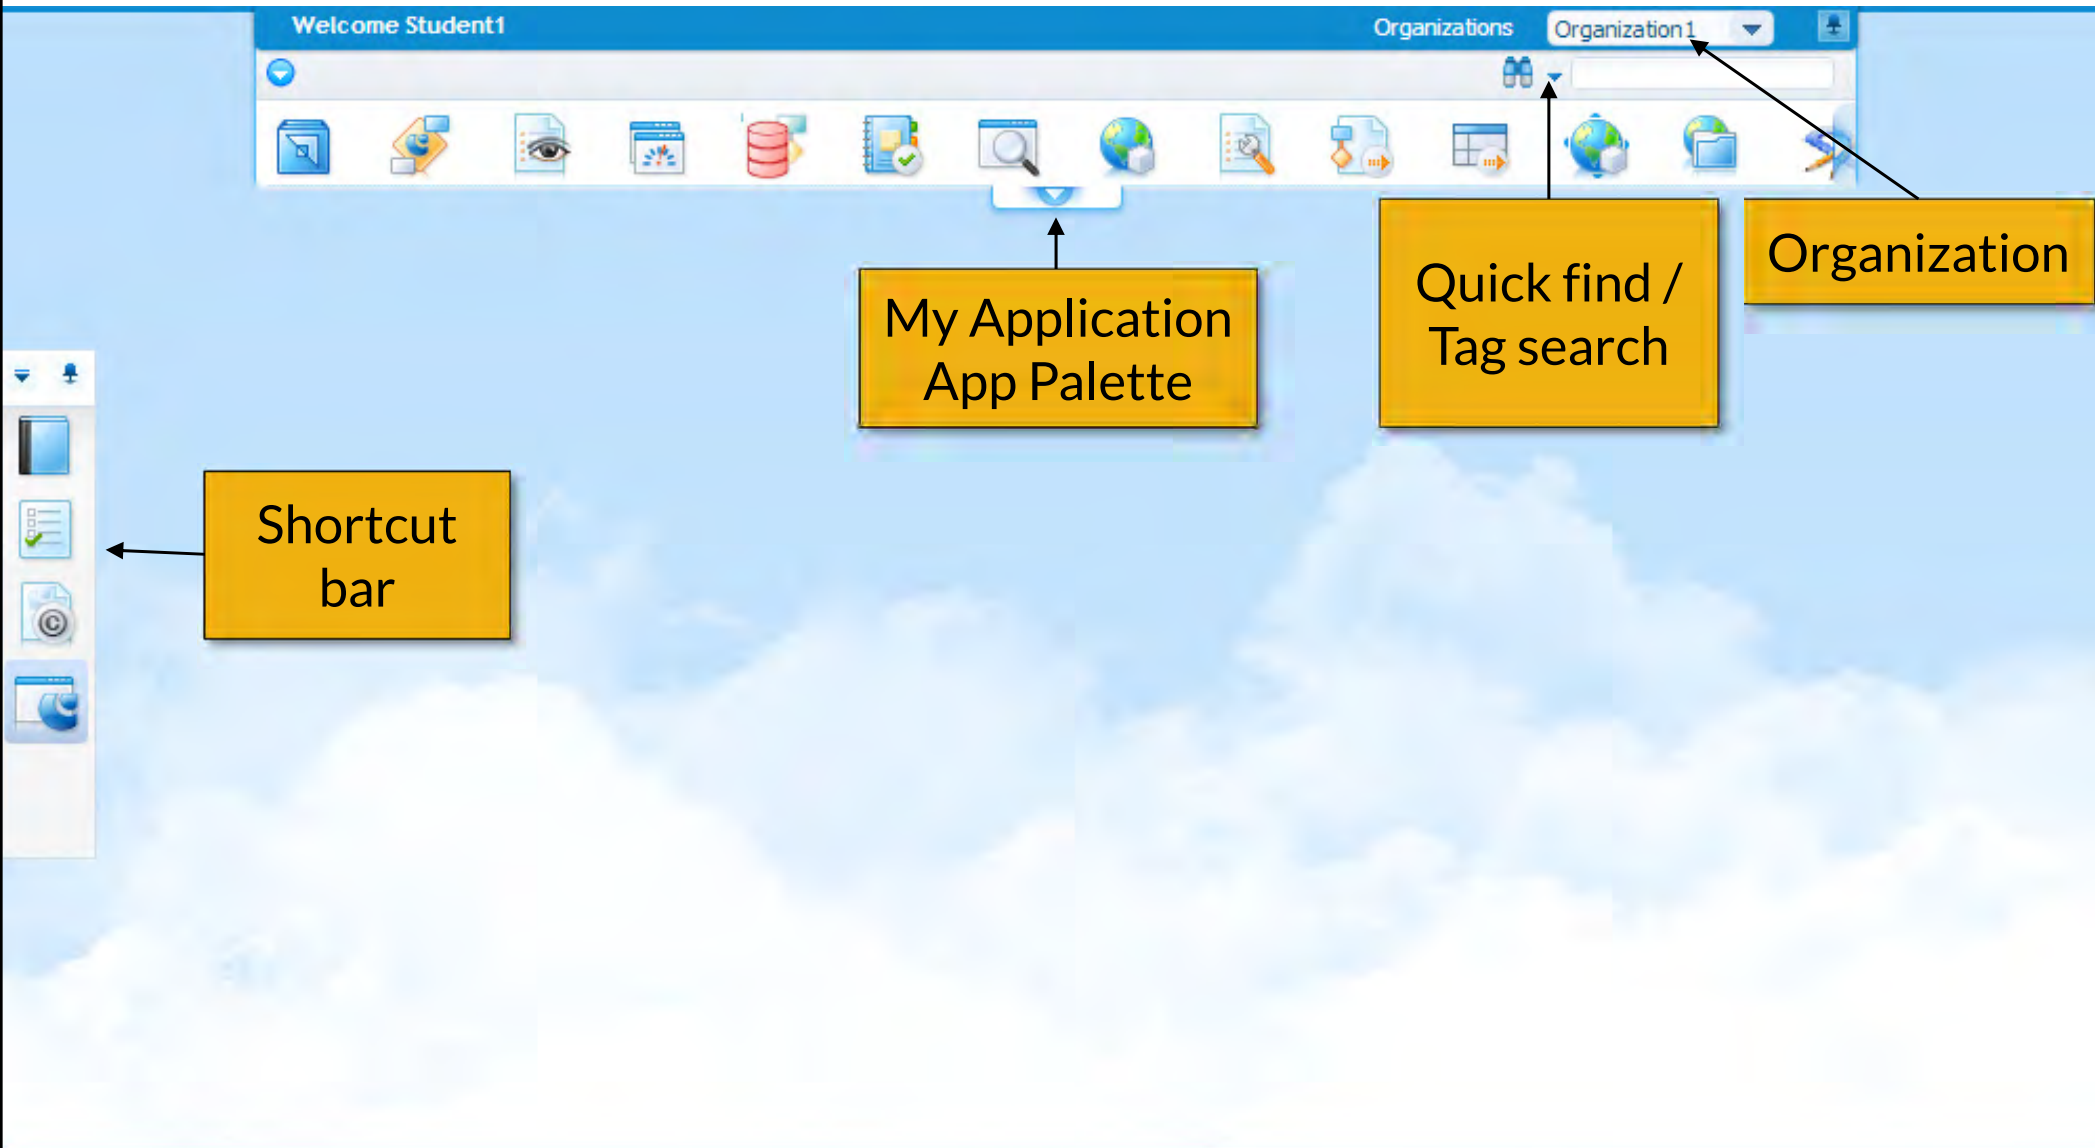 Welcome Student1
Organizations
Organization1
Organization
Quick find /
Tag search
My Application
App Palette
Shortcut
bar
©